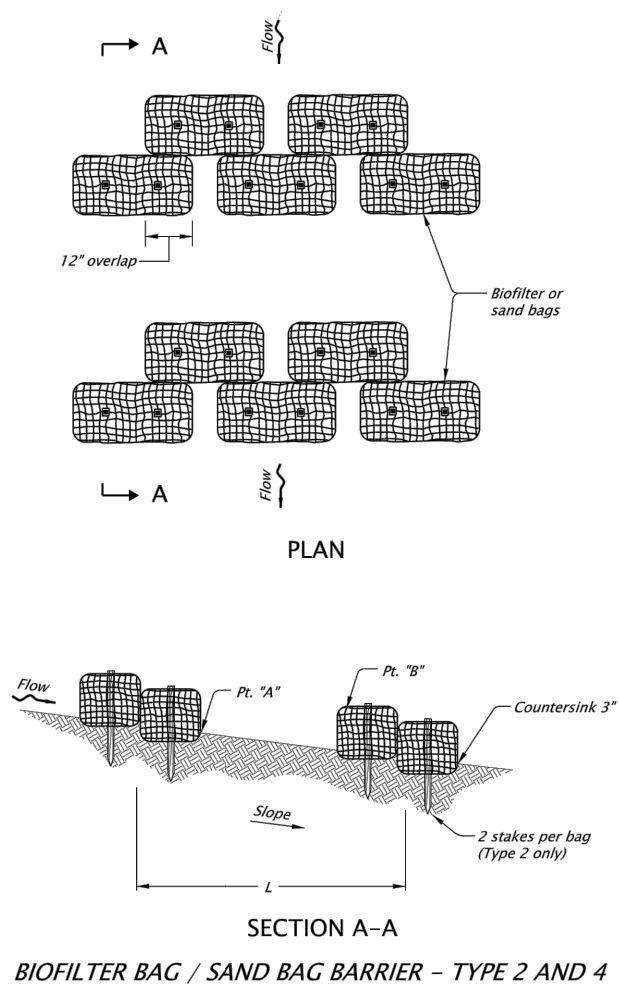 A
Flow
12" overlap
Biofilter or
sand bags
A
Flow
PLAN
Flow
Pt. "A"
Pt. "B"
Countersink 3"
Slope
2 stakes per bag
(Type 2 only)
L
SECTION A-A
BIOFILTER BAG / SAND BAG BARRIER - TYPE 2 AND 4